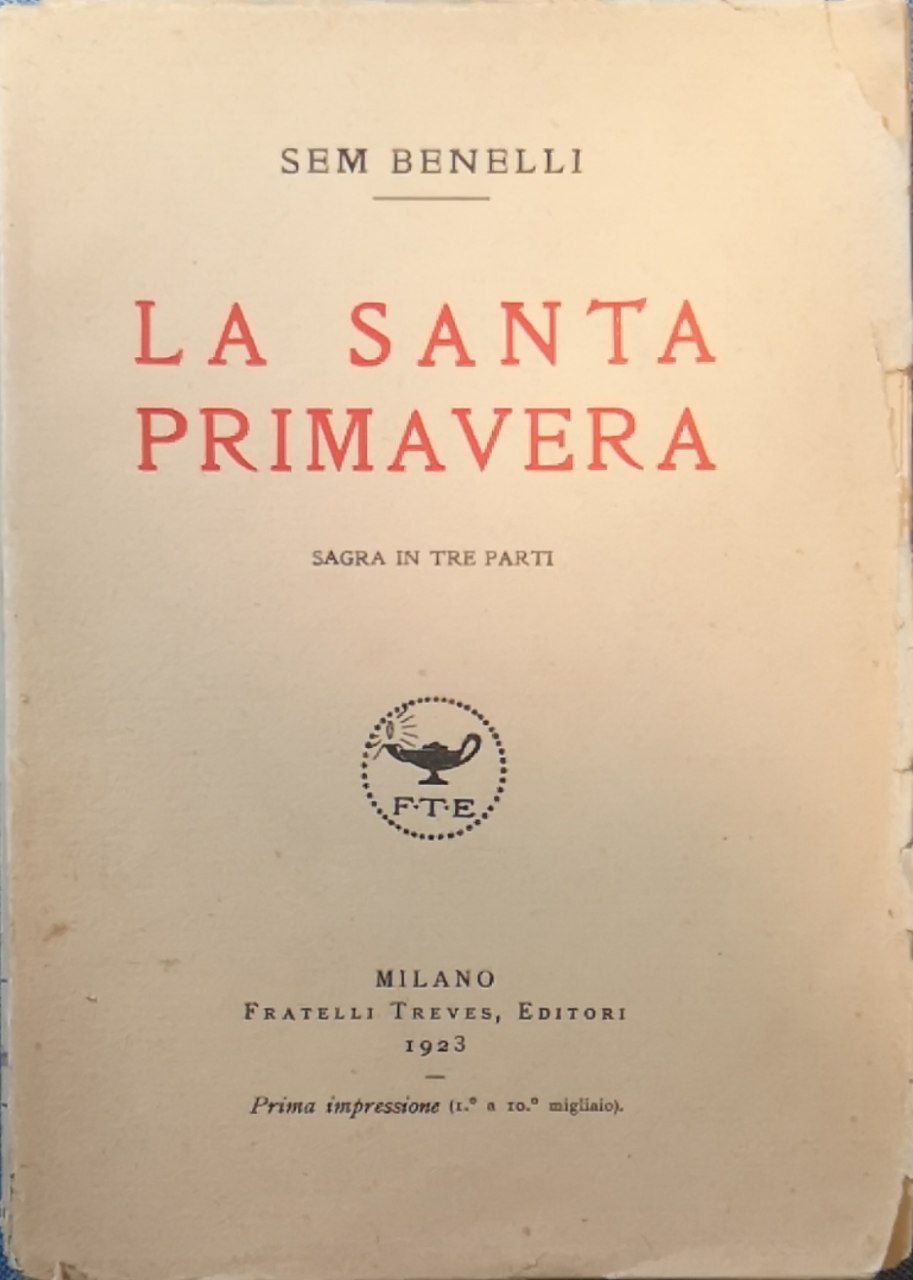 SEM BENELLI
LA SANTA
PRIMAVERA
SAGRA IN TRE PARTI
F·T·E
MILANO
FRATELLI TREVES, EDITORI
1923
Prima impressione (1.° a 10.° migliaio).